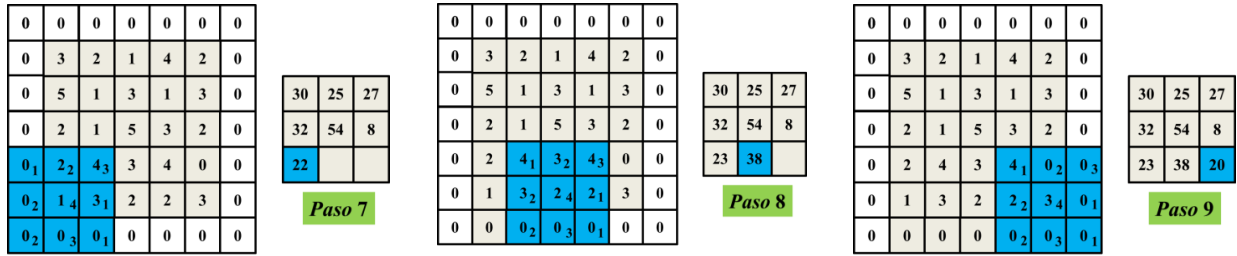 0 0 0 0 0 0 0
0 3 2 1 4 2 0
0 5 1 3 1 3 0
0 2 1 5 3 2 0
0₁ 2₂ 4₃ 3 4 0 0
0₂ 1₄ 3₁ 2 2 3 0
0₂ 0₃ 0₁ 0 0 0 0
30 25 27
32 54 8
22
Paso 7
0 0 0 0 0 0 0
0 3 2 1 4 2 0
0 5 1 3 1 3 0
0 2 1 5 3 2 0
0 2 4₁ 3₂ 4₃ 0 0
0 1 3₂ 2₄ 2₁ 3 0
0 0 0₂ 0₃ 0₁ 0 0
30 25 27
32 54 8
23 38
Paso 8
0 0 0 0 0 0 0
0 3 2 1 4 2 0
0 5 1 3 1 3 0
0 2 1 5 3 2 0
0 2 4 3 4₁ 0₂ 0₃
0 1 3 2 2₂ 3₄ 0₁
0 0 0 0 0₂ 0₃ 0₁
30 25 27
32 54 8
23 38 20
Paso 9